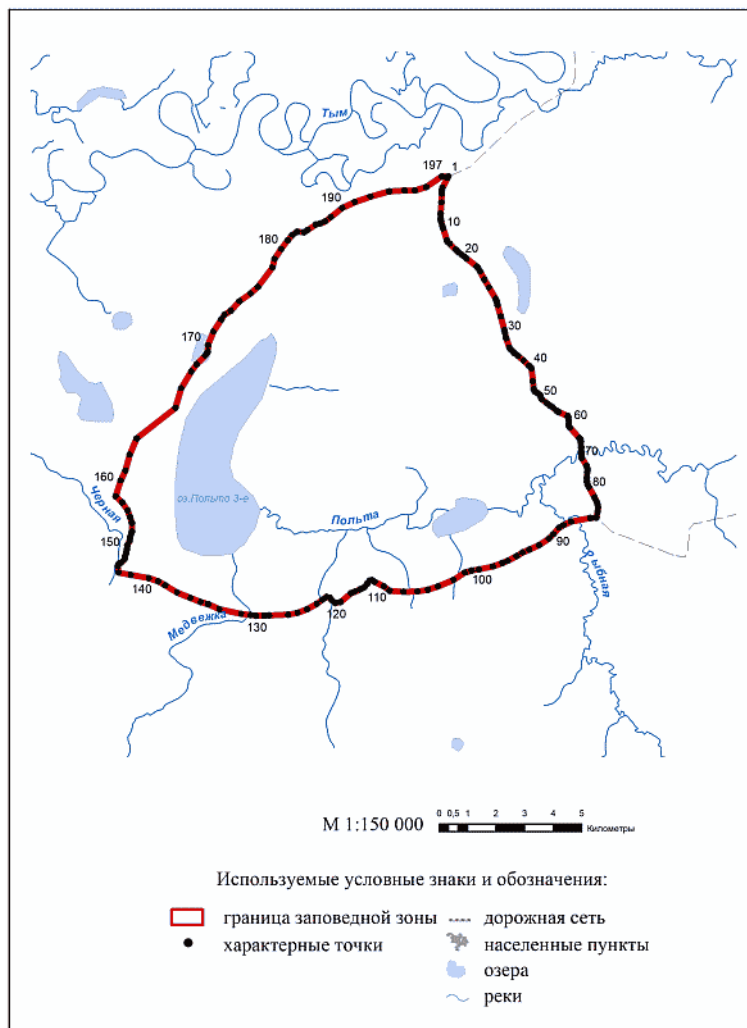 Тым
197 1
190
10
180
20
30
170
40
50
60
70
160
80
Черная
оз.Польто 3-е
Польта
150
90
Рыбная
100
140
110
120
Медвежка
130
М 1:150 000
0 0,5 1 2 3 4 5
Километры
Используемые условные знаки и обозначения:
граница заповедной зоны
дорожная сеть
характерные точки
населенные пункты
озера
реки